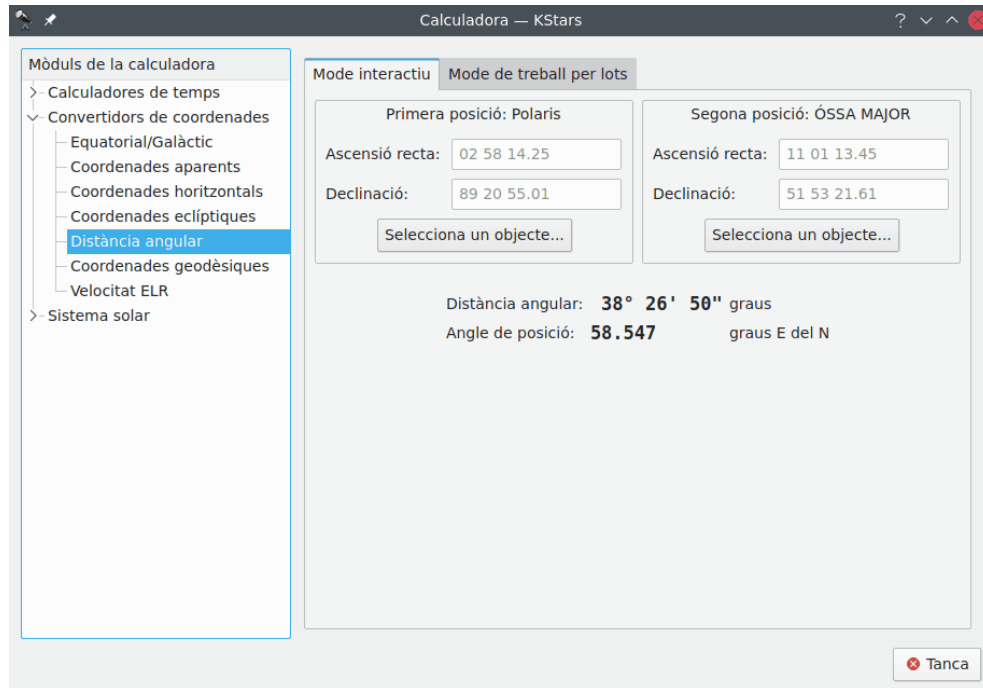 Calculadora — KStars
Mòduls de la calculadora
Calculadores de temps
Convertidors de coordenades
Equatorial/Galàctic
Coordenades aparents
Coordenades horitzontals
Coordenades eclíptiques
Distància angular
Coordenades geodèsiques
Velocitat ELR
Sistema solar
Mode interactiu
Mode de treball per lots
Primera posició: Polaris
Ascensió recta: 02 58 14.25
Declinació: 89 20 55.01
Selecciona un objecte...
Segona posició: ÓSSA MAJOR
Ascensió recta: 11 01 13.45
Declinació: 51 53 21.61
Selecciona un objecte...
Distància angular: 38° 26' 50" graus
Angle de posició: 58.547 graus E del N
Tanca